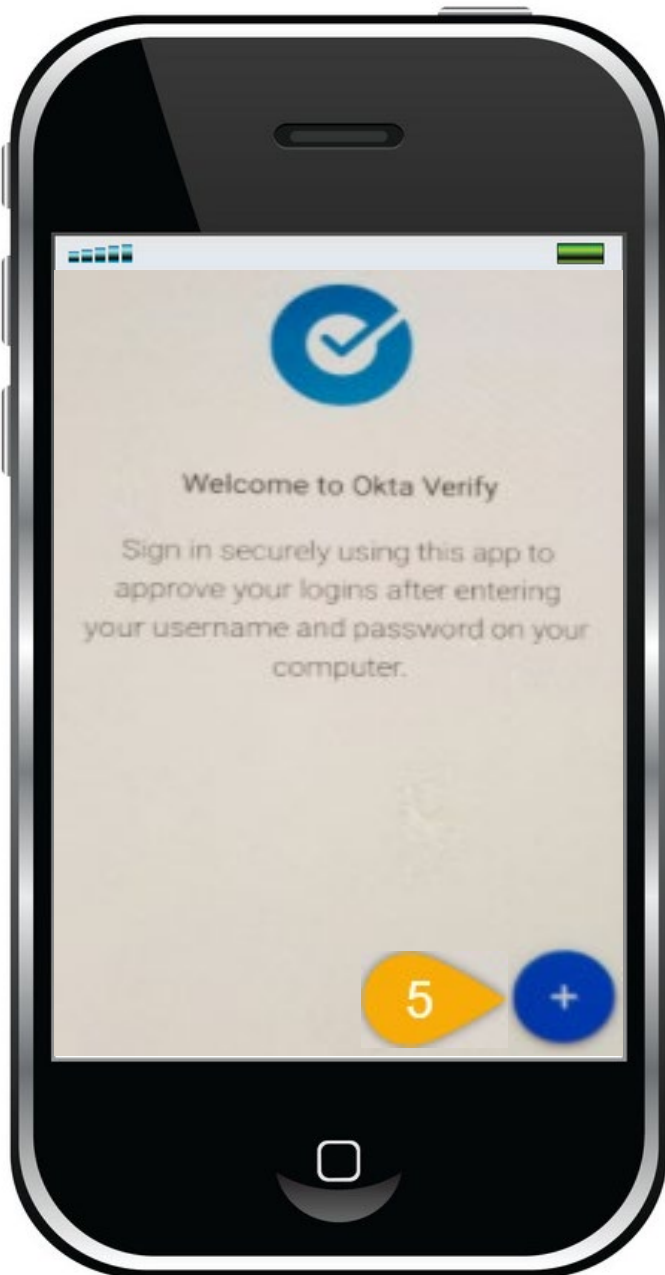 Welcome to Okta Verify
Sign in securely using this app to
approve your logins after entering
your username and password on your
computer.
5
+